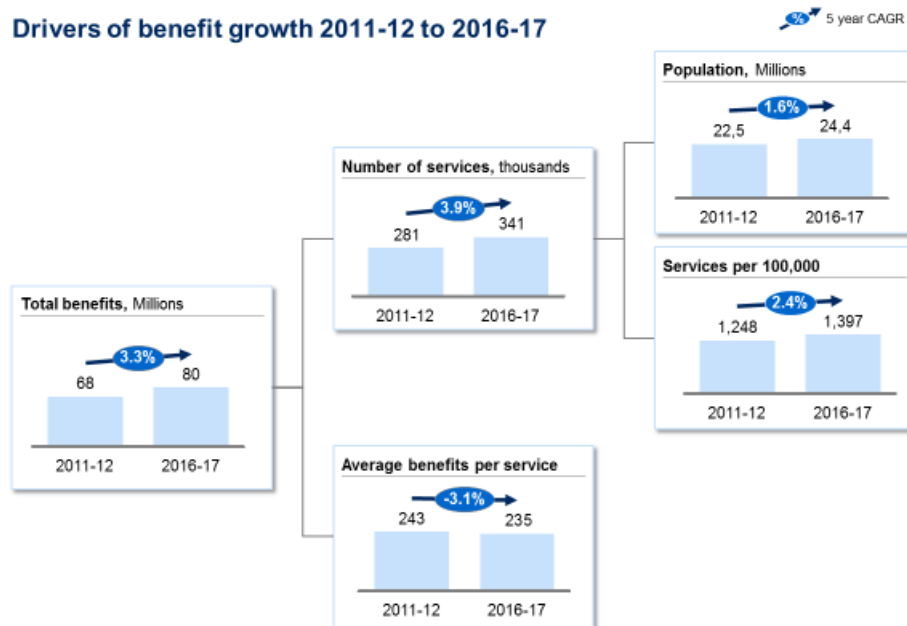 Drivers of benefit growth 2011-12 to 2016-17
% 5 year CAGR
Population, Millions
1.6%
22,5 24,4
2011-12 2016-17
Number of services, thousands
3.9%
281 341
2011-12 2016-17
Services per 100,000
2.4%
1,248 1,397
2011-12 2016-17
Total benefits, Millions
3.3%
68 80
2011-12 2016-17
Average benefits per service
-3.1%
243 235
2011-12 2016-17